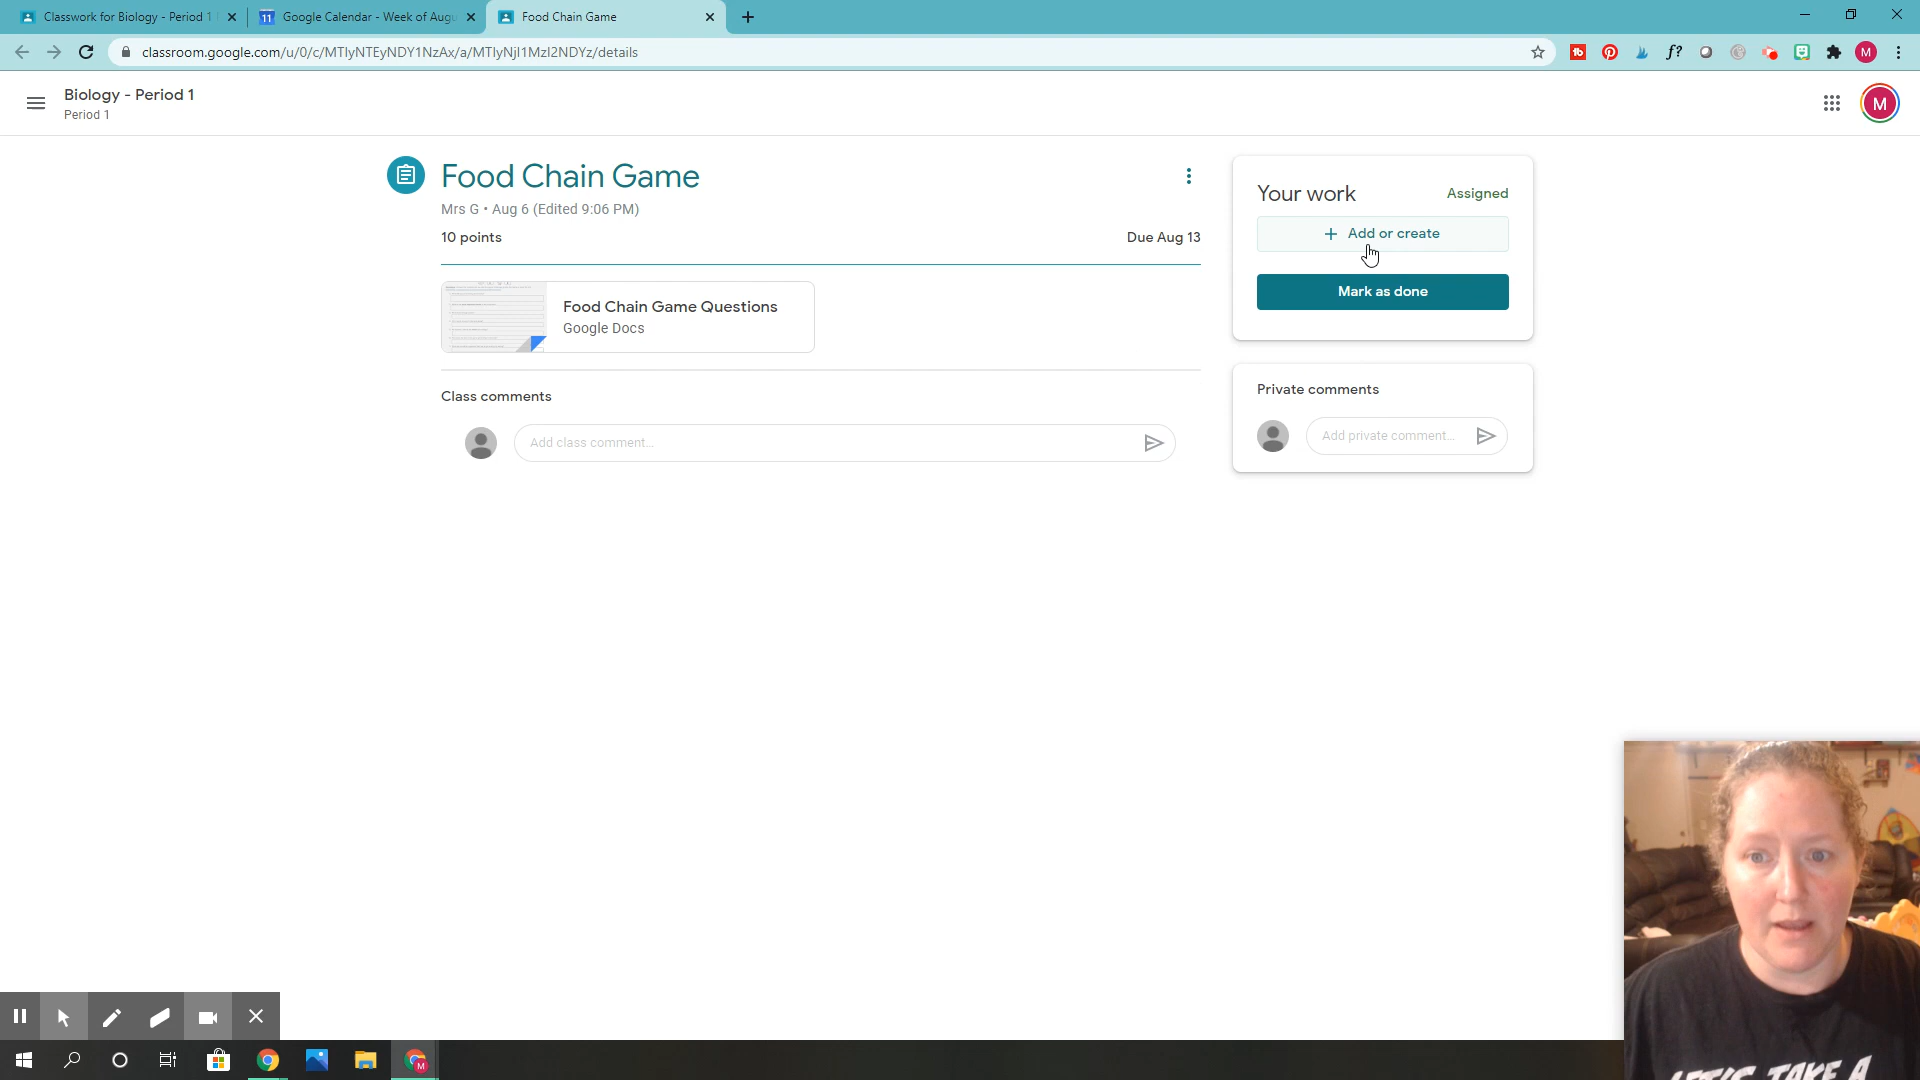 Classwork for Biology - Period 1
Google Calendar - Week of Augu
Food Chain Game
classroom.google.com/u/0/c/MTIyNTEyNDY1NzAx/a/MTIyNjI1MzI2NDYz/details
Biology - Period 1
Period 1
M
Food Chain Game
Mrs G • Aug 6 (Edited 9:06 PM)
10 points
Due Aug 13
Food Chain Game Questions
Google Docs
Class comments
Add class comment...
Your work
Assigned
+ Add or create
Mark as done
Private comments
Add private comment...
LET'S TAKE A